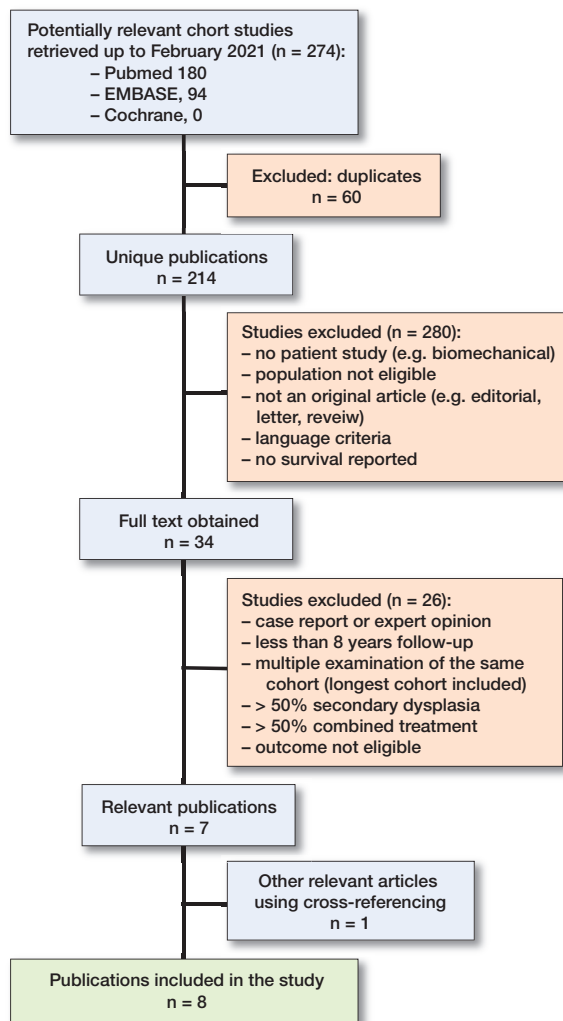 Potentially relevant chort studies
retrieved up to February 2021 (n = 274):
– Pubmed 180
– EMBASE, 94
– Cochrane, 0
Excluded: duplicates
n = 60
Unique publications
n = 214
Studies excluded (n = 280):
– no patient study (e.g. biomechanical)
– population not eligible
– not an original article (e.g. editorial,
letter, reveiw)
– language criteria
– no survival reported
Full text obtained
n = 34
Studies excluded (n = 26):
– case report or expert opinion
– less than 8 years follow-up
– multiple examination of the same
cohort (longest cohort included)
– > 50% secondary dysplasia
– > 50% combined treatment
– outcome not eligible
Relevant publications
n = 7
Other relevant articles
using cross-referencing
n = 1
Publications included in the study
n = 8